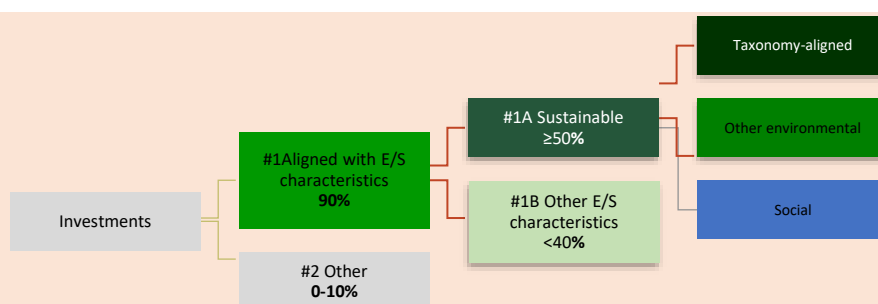 Investments
#1Aligned with E/S
characteristics
90%
#2 Other
0-10%
#1A Sustainable
≥50%
#1B Other E/S
characteristics
<40%
Taxonomy-aligned
Other environmental
Social